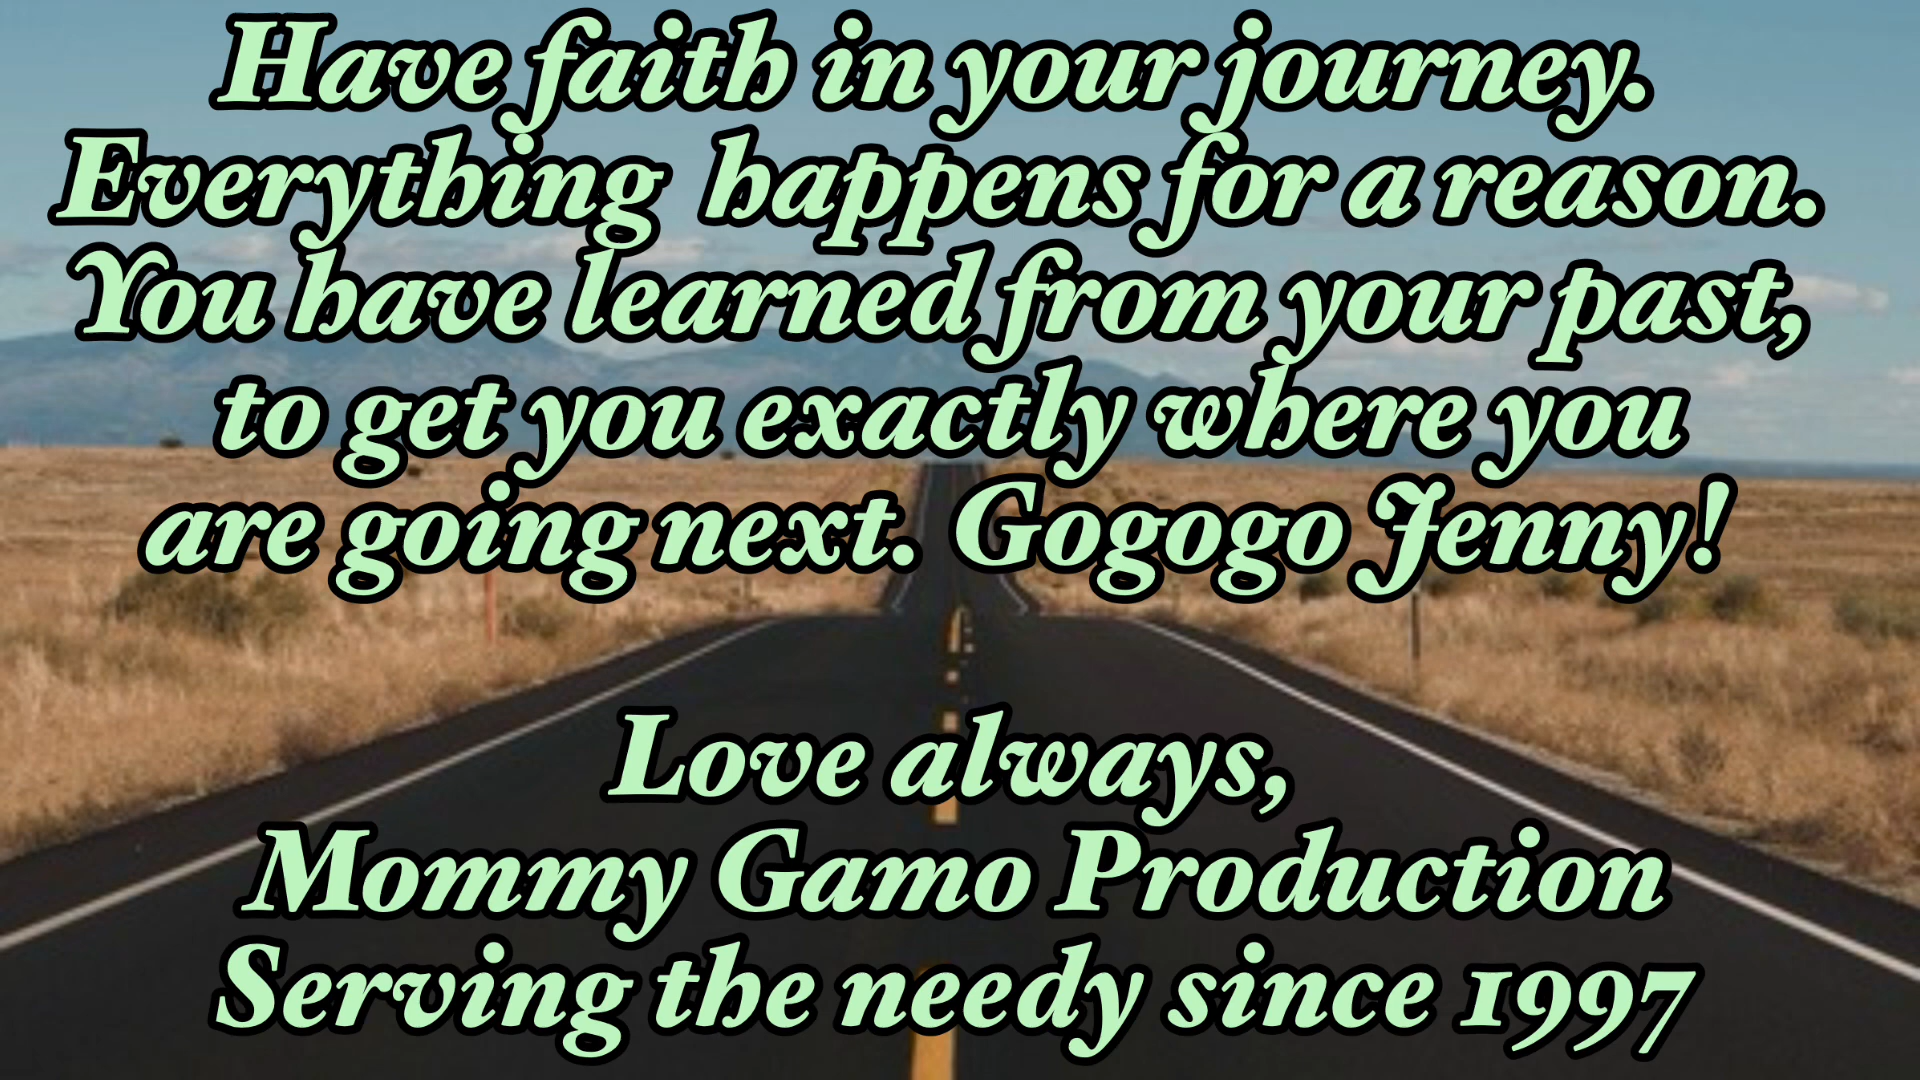 Have faith in your journey.
Everything happens for a reason.
You have learned from your past,
to get you exactly where you
are going next. Gogogo Jenny!
Love always,
Mommy Gamo Production
Serving the needy since 1997